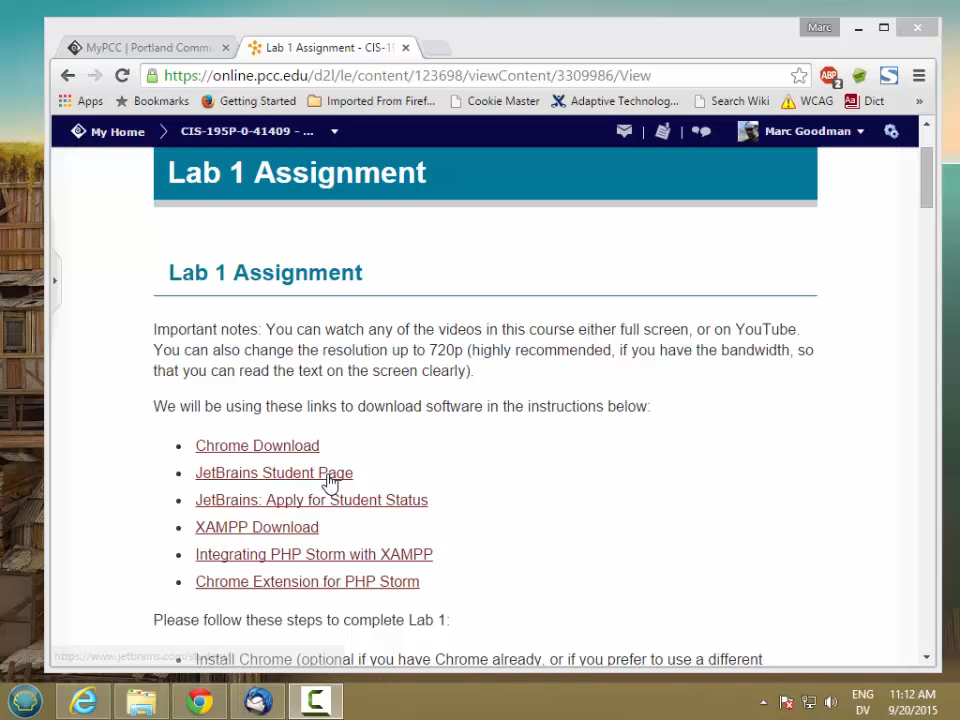 Marc
MyPCC | Portland Commu
Lab 1 Assignment - CIS-19
https://online.pcc.edu/d2l/le/content/123698/viewContent/3309986/View
2
Apps Bookmarks Getting Started Imported From Firef... Cookie Master Adaptive Technolog... Search Wiki WCAG Dict »
My Home CIS-195P-0-41409 - ... Marc Goodman
Lab 1 Assignment
Lab 1 Assignment
Important notes: You can watch any of the videos in this course either full screen, or on YouTube.
You can also change the resolution up to 720p (highly recommended, if you have the bandwidth, so
that you can read the text on the screen clearly).
We will be using these links to download software in the instructions below:
• Chrome Download
• JetBrains Student Page
• JetBrains: Apply for Student Status
• XAMPP Download
• Integrating PHP Storm with XAMPP
• Chrome Extension for PHP Storm
Please follow these steps to complete Lab 1:
• Install Chrome (optional if you have Chrome already, or if you prefer to use a different
https://www.jetbrains.com/
ENG 11:12 AM
DV 9/20/2015